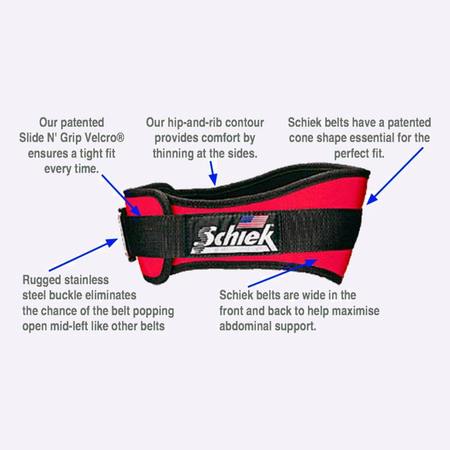 Our patented
Slide N' Grip Velcro®
ensures a tight fit
every time.
Our hip-and-rib contour
provides comfort by
thinning at the sides.
Schiek belts have a patented
cone shape essential for the
perfect fit.
Schiek
Rugged stainless
steel buckle eliminates
the chance of the belt popping
open mid-left like other belts
Schiek belts are wide in the
front and back to help maximise
abdominal support.